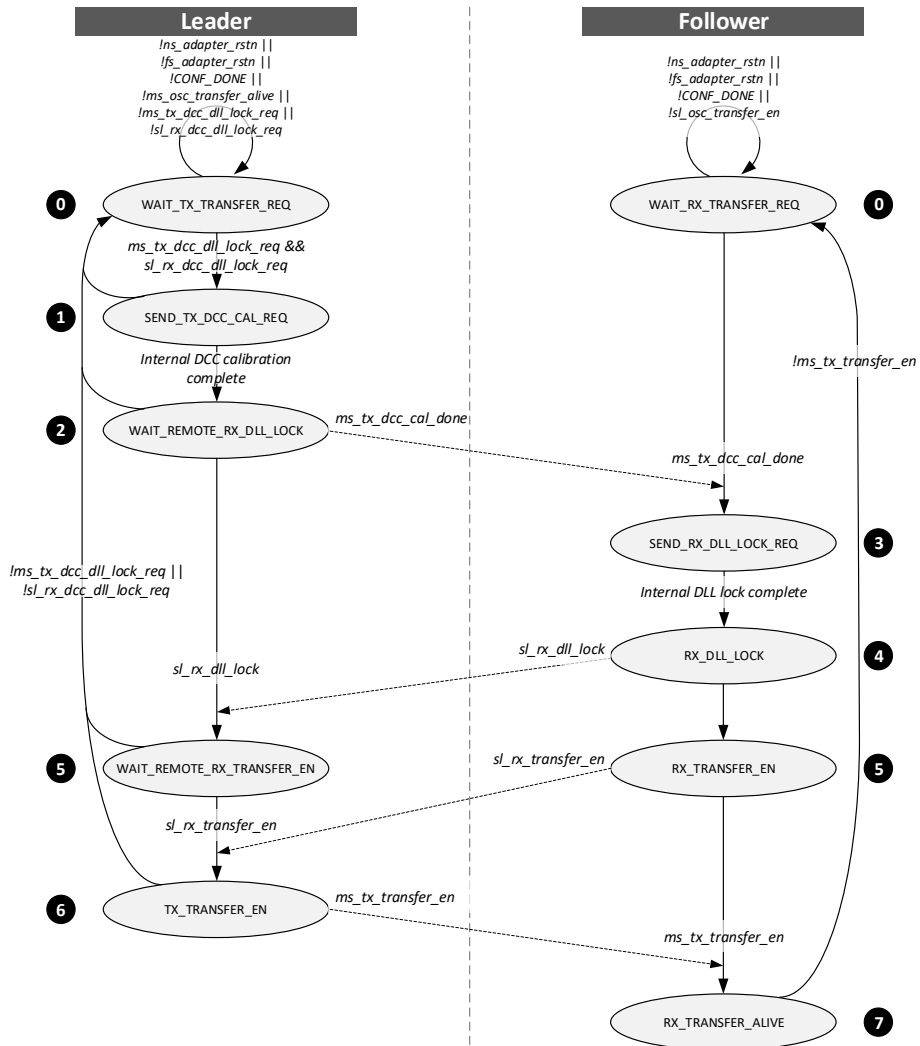 Leader
Follower
!ns_adapter_rstn ||
!fs_adapter_rstn ||
!CONF_DONE ||
!ms_osc_transfer_alive ||
!ms_tx_dcc_dll_lock_req ||
!sl_rx_dcc_dll_lock_req
!ns_adapter_rstn ||
!fs_adapter_rstn ||
!CONF_DONE ||
!sl_osc_transfer_en
0
WAIT_TX_TRANSFER_REQ
WAIT_RX_TRANSFER_REQ
0
ms_tx_dcc_dll_lock_req &&
sl_rx_dcc_dll_lock_req
1
SEND_TX_DCC_CAL_REQ
Internal DCC calibration
complete
!ms_tx_transfer_en
2
WAIT_REMOTE_RX_DLL_LOCK
ms_tx_dcc_cal_done
ms_tx_dcc_cal_done
SEND_RX_DLL_LOCK_REQ
3
!ms_tx_dcc_dll_lock_req ||
!sl_rx_dcc_dll_lock_req
Internal DLL lock complete
sl_rx_dll_lock
RX_DLL_LOCK
4
sl_rx_dll_lock
5
WAIT_REMOTE_RX_TRANSFER_EN
sl_rx_transfer_en
RX_TRANSFER_EN
5
sl_rx_transfer_en
6
TX_TRANSFER_EN
ms_tx_transfer_en
ms_tx_transfer_en
RX_TRANSFER_ALIVE
7